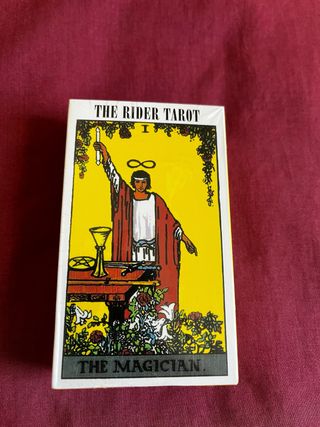 THE RIDER TAROT
I
THE MAGICIAN.